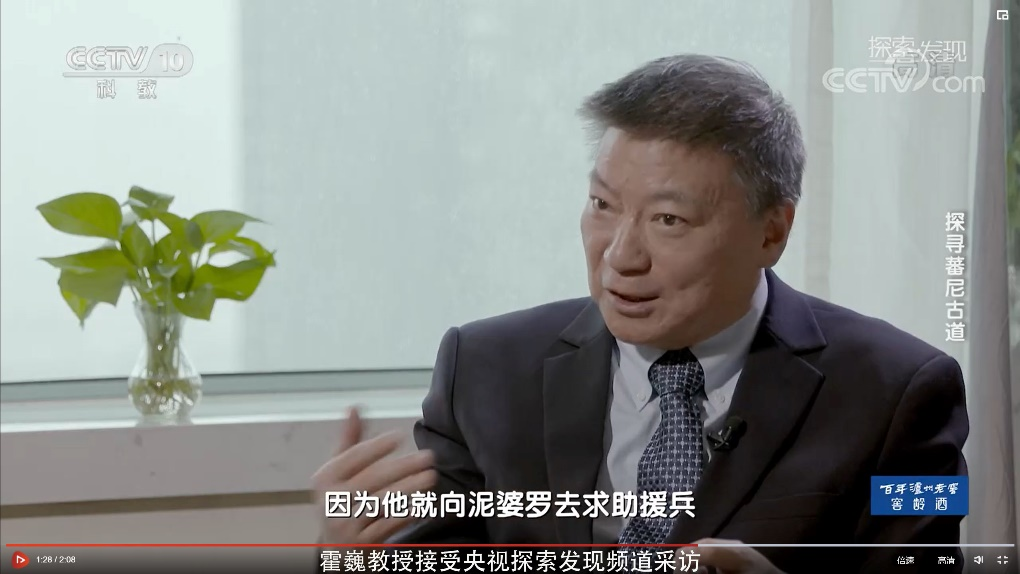 CCTV 10
科教
探索发现
CCTV.com
探寻蕃尼古道
因为他就向泥婆罗去求助援兵
百年泸州老窖
窖龄酒
1:28 / 2:08
霍巍教授接受央视探索发现频道采访
倍速
高清